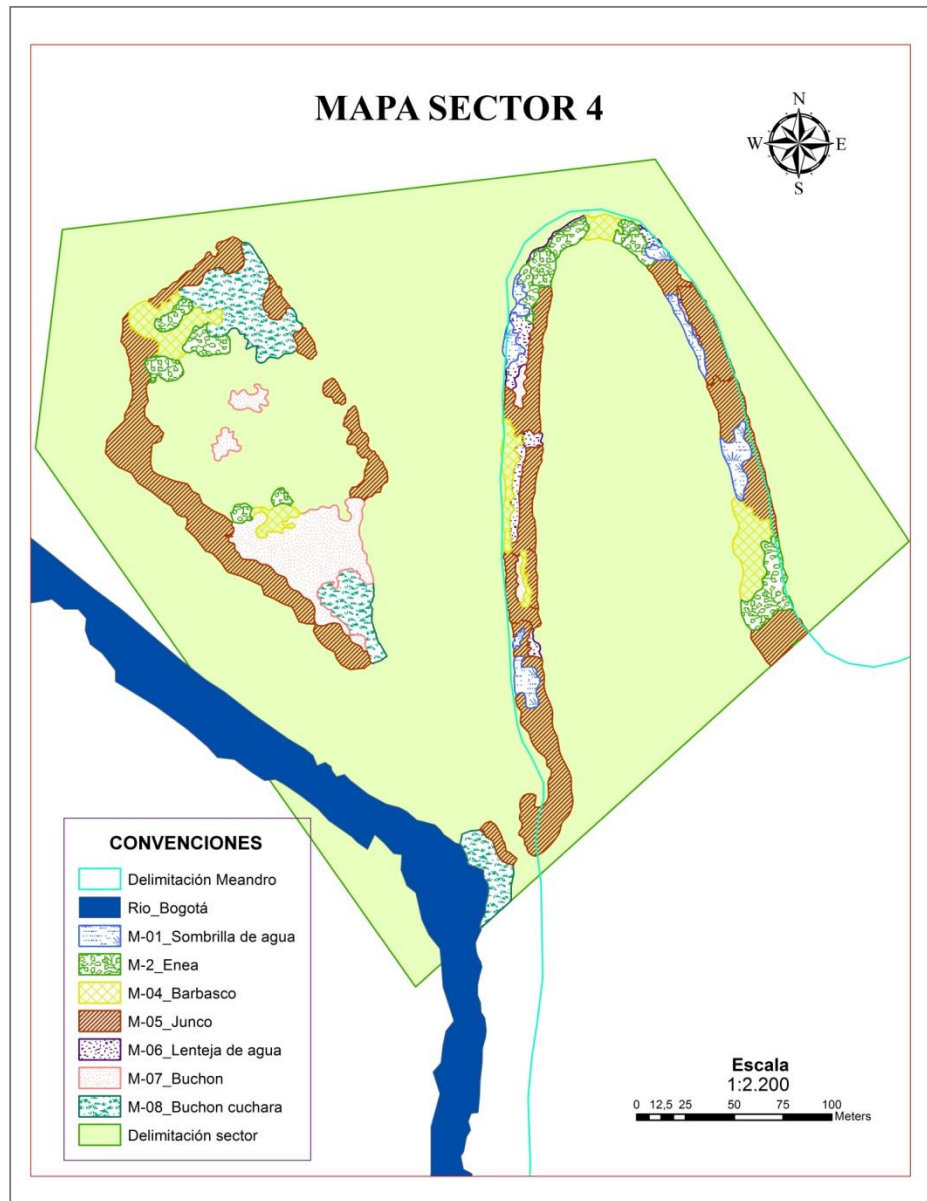 MAPA SECTOR 4
N
W E
S
CONVENCIONES
Delimitación Meandro
Rio_Bogotá
M-01_Sombrilla de agua
M-2_Enea
M-04_Barbasco
M-05_Junco
M-06_Lenteja de agua
M-07_Buchon
M-08_Buchon cuchara
Delimitación sector
Escala
1:2.200
0 12,5 25 50 75 100
Meters